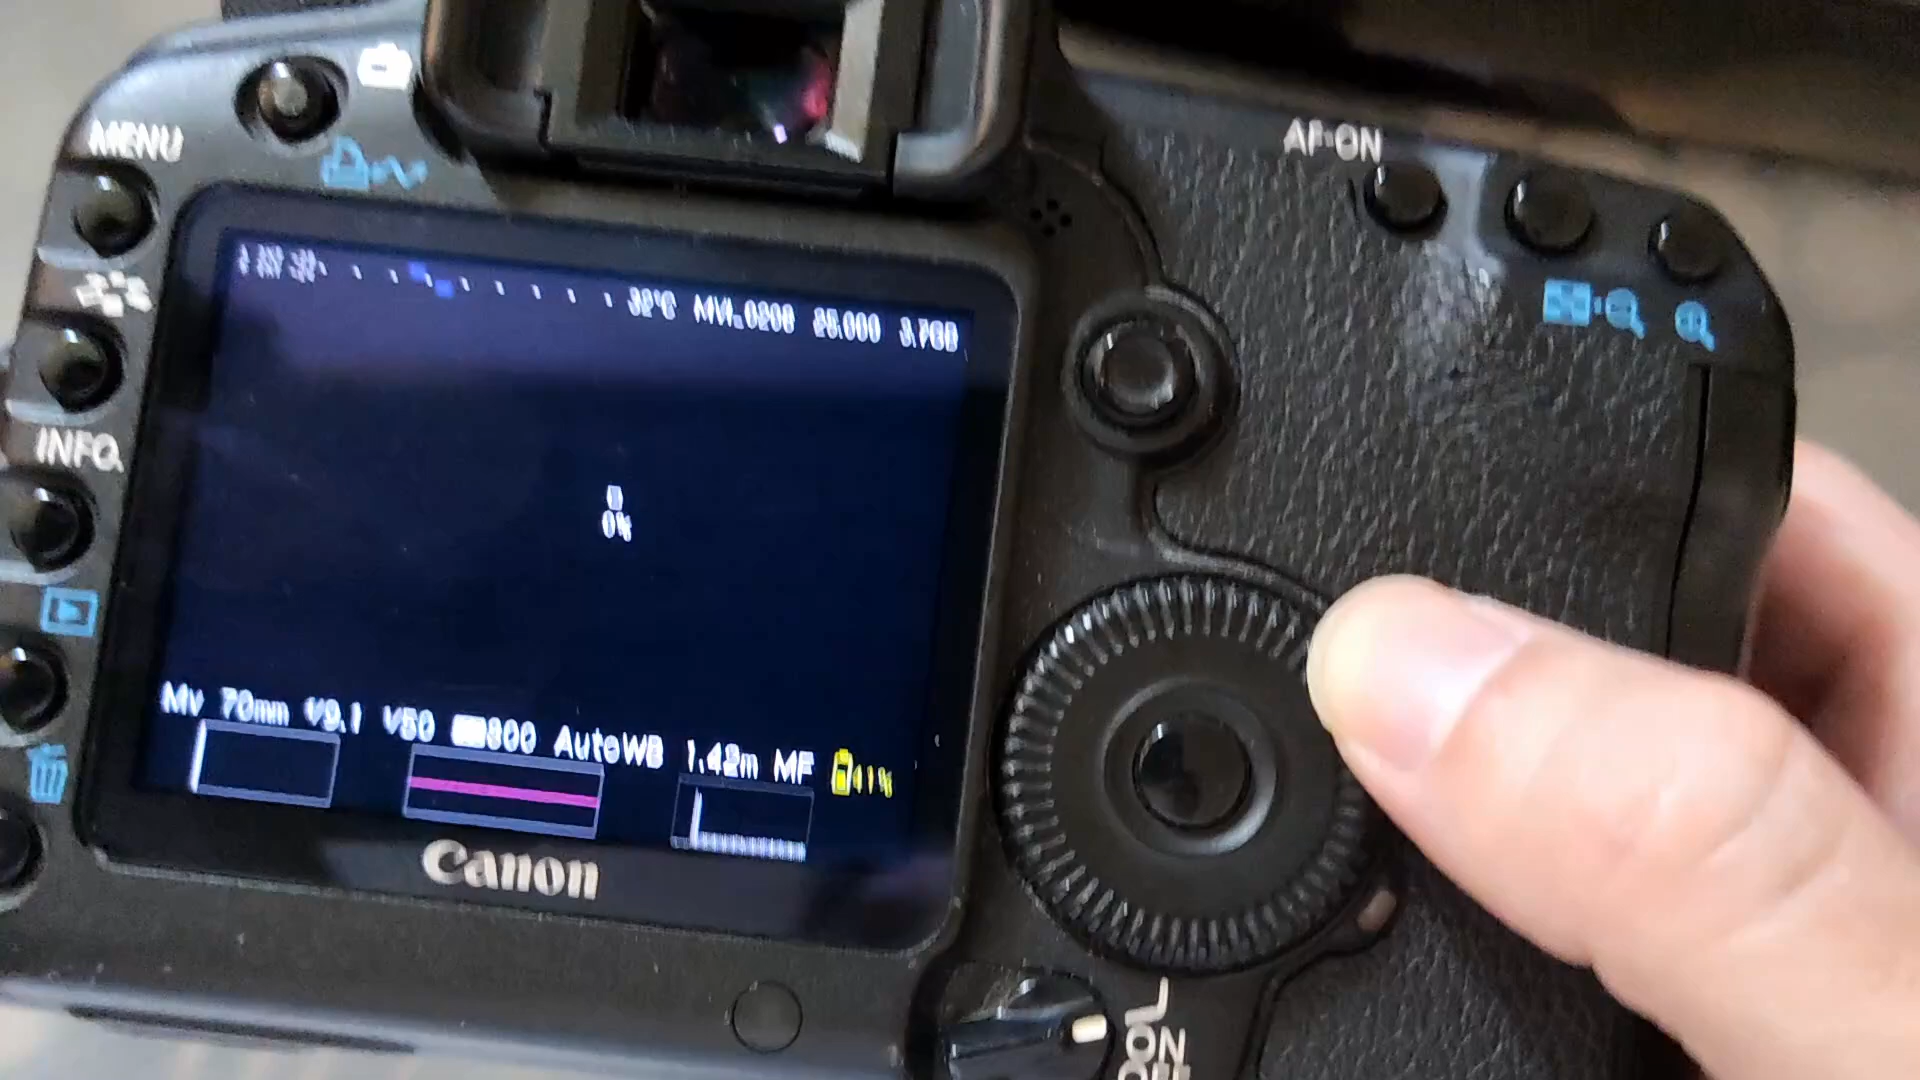 MENU
AF-ON
32°C MVI_0208 25.000 3.7GB
INFO.
0%
Mv 70mm f/9.1 1/50 800 AutoWB 1.42m MF 41%
Canon
ON